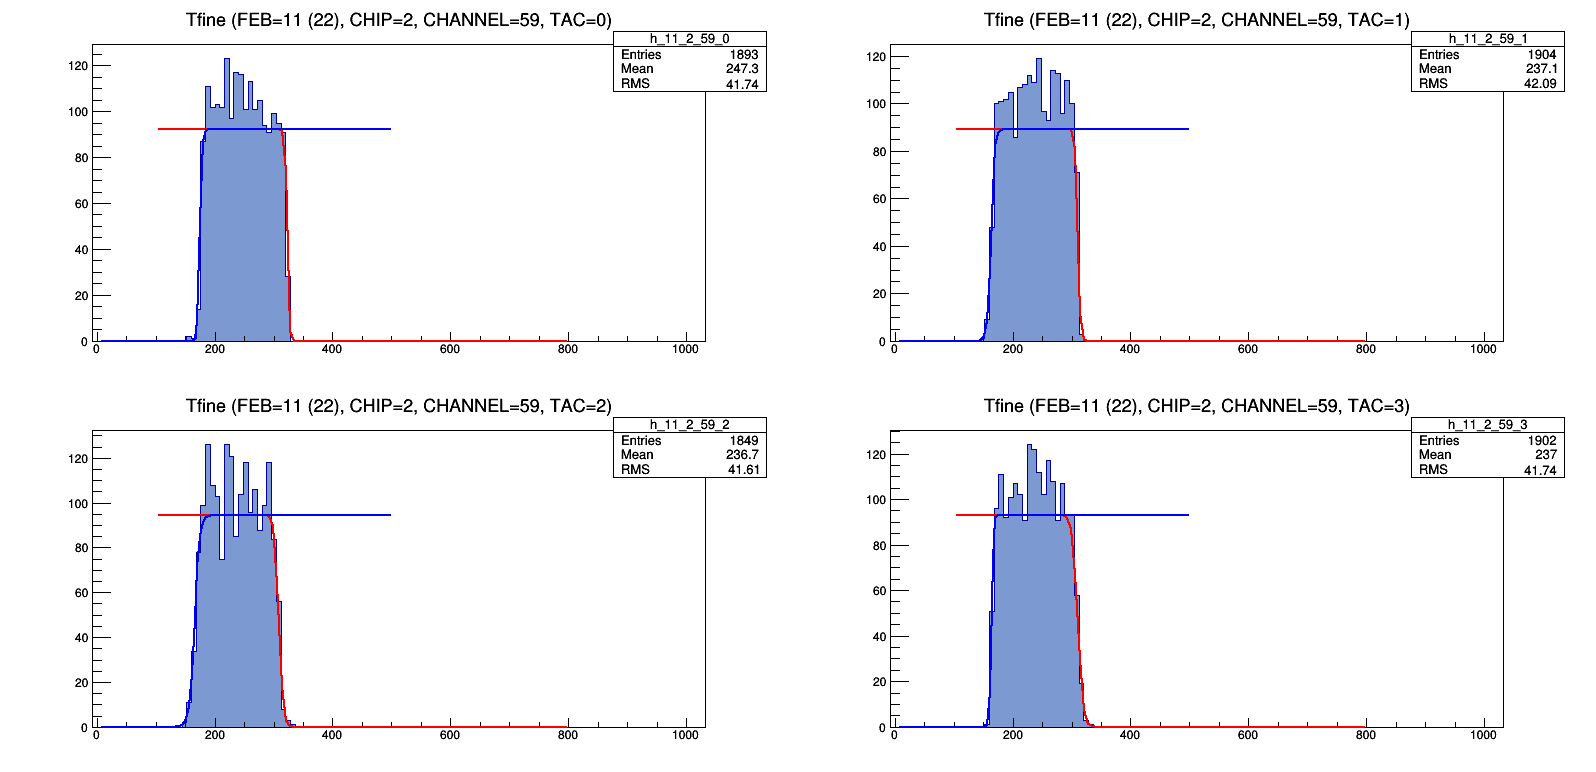 Tfine (FEB=11 (22), CHIP=2, CHANNEL=59, TAC=0)
h_11_2_59_0
Entries 1893
Mean 247.3
RMS 41.74
120
100
80
60
40
20
0
0 200 400 600 800 1000
Tfine (FEB=11 (22), CHIP=2, CHANNEL=59, TAC=1)
h_11_2_59_1
Entries 1904
Mean 237.1
RMS 42.09
120
100
80
60
40
20
0
0 200 400 600 800 1000
Tfine (FEB=11 (22), CHIP=2, CHANNEL=59, TAC=2)
h_11_2_59_2
Entries 1849
Mean 236.7
RMS 41.61
120
100
80
60
40
20
0
0 200 400 600 800 1000
Tfine (FEB=11 (22), CHIP=2, CHANNEL=59, TAC=3)
h_11_2_59_3
Entries 1902
Mean 237
RMS 41.74
120
100
80
60
40
20
0
0 200 400 600 800 1000